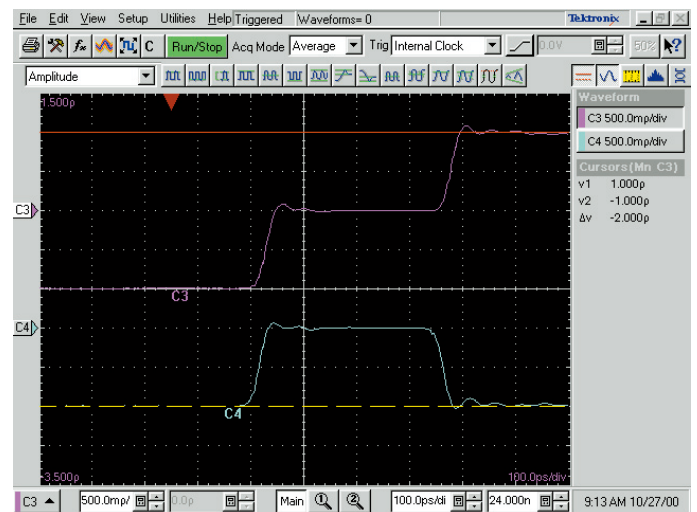 File Edit View Setup Utilities Help Triggered Waveforms= 0 Tektronix
C Run/Stop Acq Mode Average Trig Internal Clock 0.0V 50%
Amplitude
1.500ρ
Waveform
C3 500.0mρ/div
C4 500.0mρ/div
Cursors(Mn C3)
v1 1.000ρ
v2 -1.000ρ
Δv -2.000ρ
C3
C3
C4
C4
-3.500ρ 100.0ps/div
C3 500.0mρ/ 0.0ρ Main 1 2 100.0ps/di 24.000n 9:13 AM 10/27/00